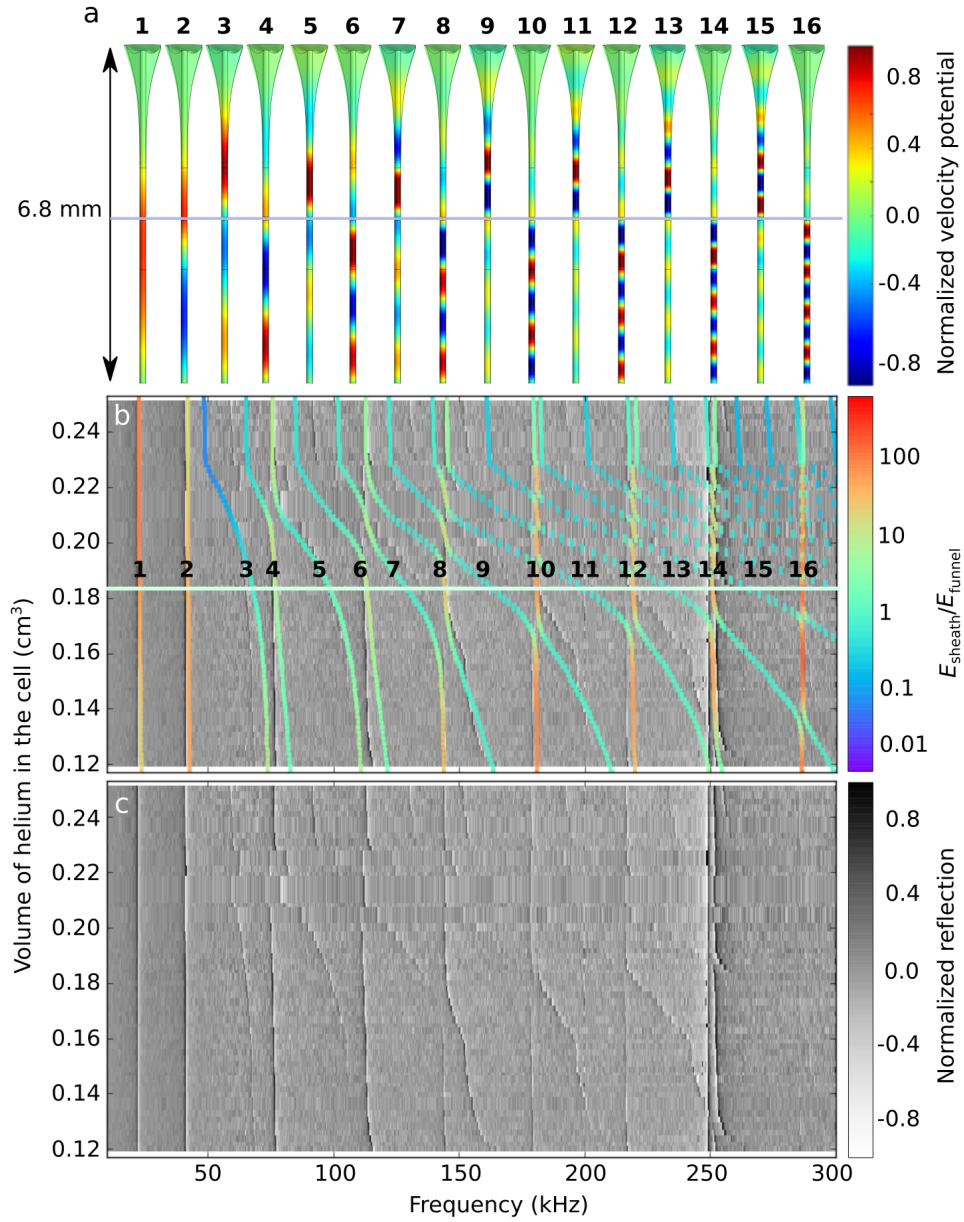 a
1 2 3 4 5 6 7 8 9 10 11 12 13 14 15 16
6.8 mm
0.8
0.4
0.0
-0.4
-0.8
Normalized velocity potential
b
0.24
0.22
0.20
0.18
0.16
0.14
0.12
1 2 3 4 5 6 7 8 9 10 11 12 13 14 15 16
100
10
1
0.1
0.01
Esheath/Efunnel
Volume of helium in the cell (cm³)
c
0.24
0.22
0.20
0.18
0.16
0.14
0.12
50 100 150 200 250 300
Frequency (kHz)
0.8
0.4
0.0
-0.4
-0.8
Normalized reflection